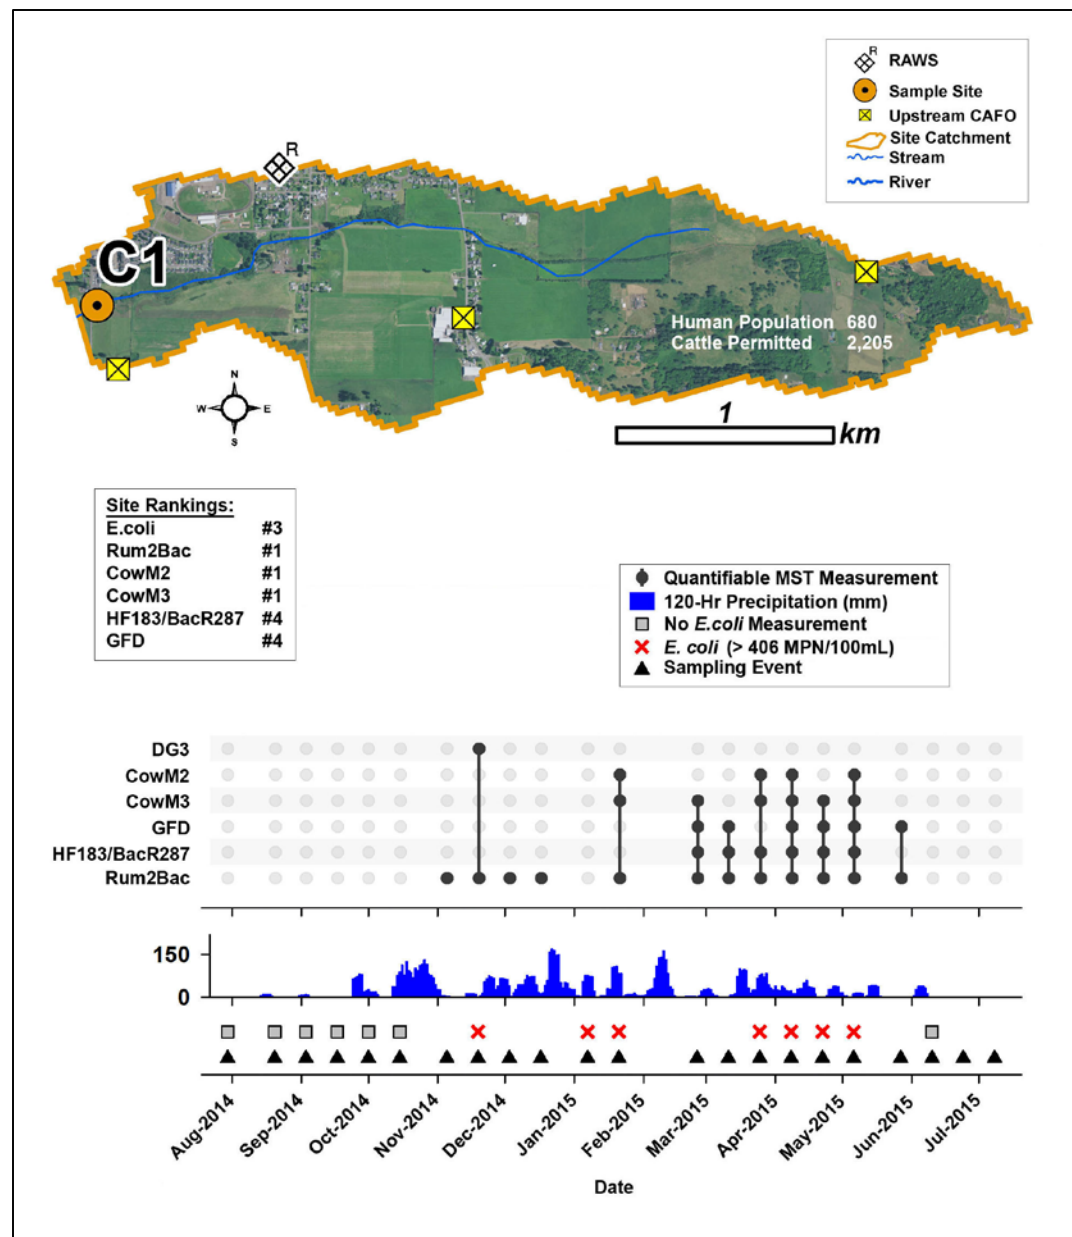 R
RAWS
Sample Site
Upstream CAFO
Site Catchment
Stream
River
R
C1
Human Population 680
Cattle Permitted 2,205
N
W E
S
1
km
Site Rankings:
E.coli #3
Rum2Bac #1
CowM2 #1
CowM3 #1
HF183/BacR287 #4
GFD #4
Quantifiable MST Measurement
120-Hr Precipitation (mm)
No E.coli Measurement
E. coli (> 406 MPN/100mL)
Sampling Event
DG3
CowM2
CowM3
GFD
HF183/BacR287
Rum2Bac
150
0
Aug-2014
Sep-2014
Oct-2014
Nov-2014
Dec-2014
Jan-2015
Feb-2015
Mar-2015
Apr-2015
May-2015
Jun-2015
Jul-2015
Date